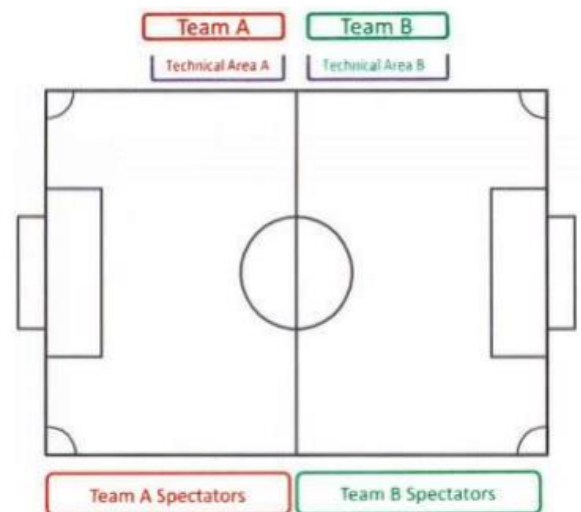 Team A
Team B
Technical Area A
Technical Area B
Team A Spectators
Team B Spectators